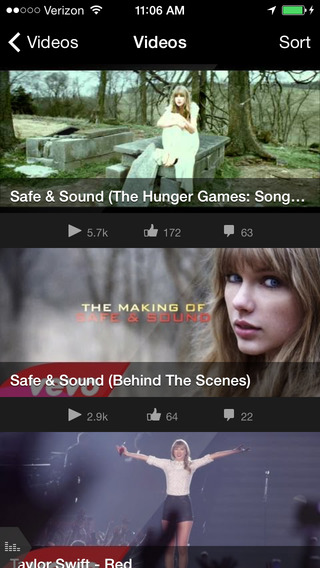 Verizon 11:06 AM
Videos Videos Sort
Safe & Sound (The Hunger Games: Song...
5.7k 172 63
THE MAKING OF
SAFE & SOUND
vevo
Safe & Sound (Behind The Scenes)
2.9k 64 22
Taylor Swift - Red